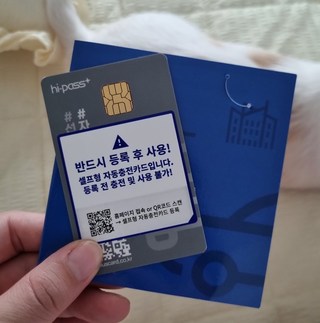 hi-pass+
#
#
반드시 등록 후 사용!
셀프형 자동충전카드입니다.
등록 전 충전 및 사용 불가!
홈페이지 접속 or QR코드 스캔
→ 셀프형 자동충전카드 등록